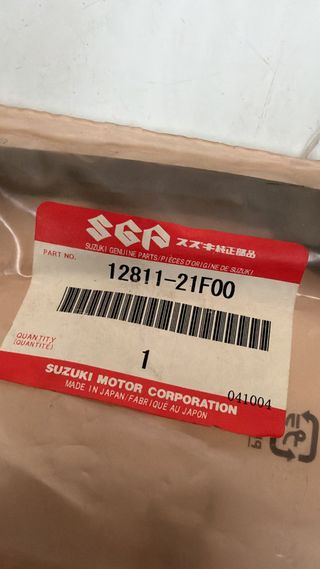 SGP スズキ純正部品
SUZUKI GENUINE PARTS/PIÈCES D'ORIGINE DE SUZUKI
PART NO.
12811-21F00
QUANTITY
(QUANTITÉ)
1
SUZUKI MOTOR CORPORATION
MADE IN JAPAN/FABRIQUÉ AU JAPON
041004